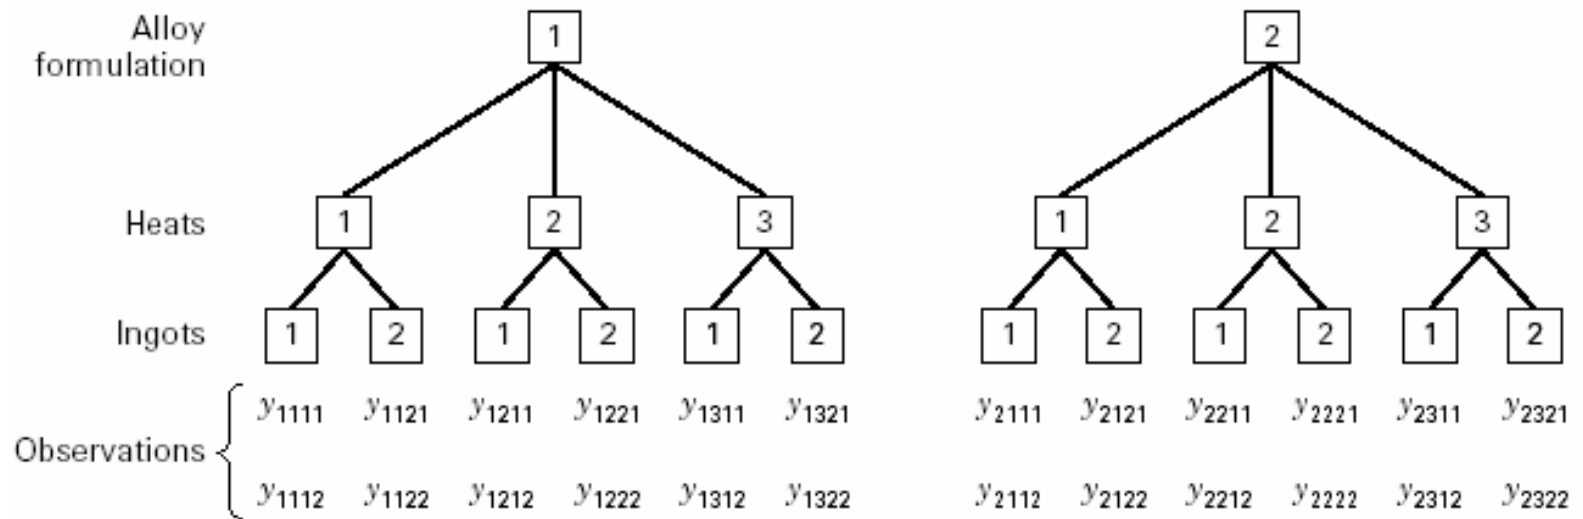 Alloy
formulation
1 2
Heats 1 2 3 1 2 3
Ingots 1 2 1 2 1 2 1 2 1 2 1 2
y1111 y1121 y1211 y1221 y1311 y1321 y2111 y2121 y2211 y2221 y2311 y2321
Observations
y1112 y1122 y1212 y1222 y1312 y1322 y2112 y2122 y2212 y2222 y2312 y2322